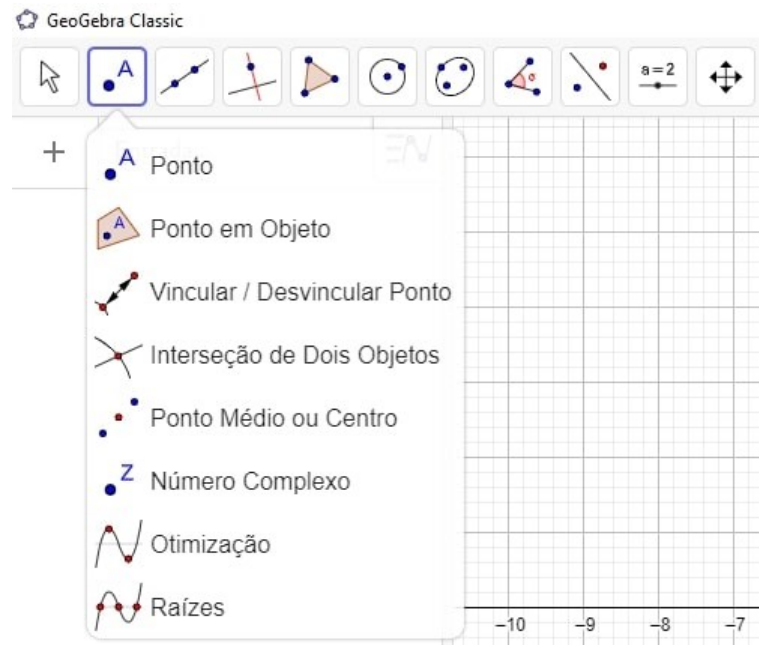 GeoGebra Classic
A
a=2
A Ponto
A Ponto em Objeto
Vincular / Desvincular Ponto
Interseção de Dois Objetos
Ponto Médio ou Centro
Z Número Complexo
Otimização
Raízes
-10 -9 -8 -7